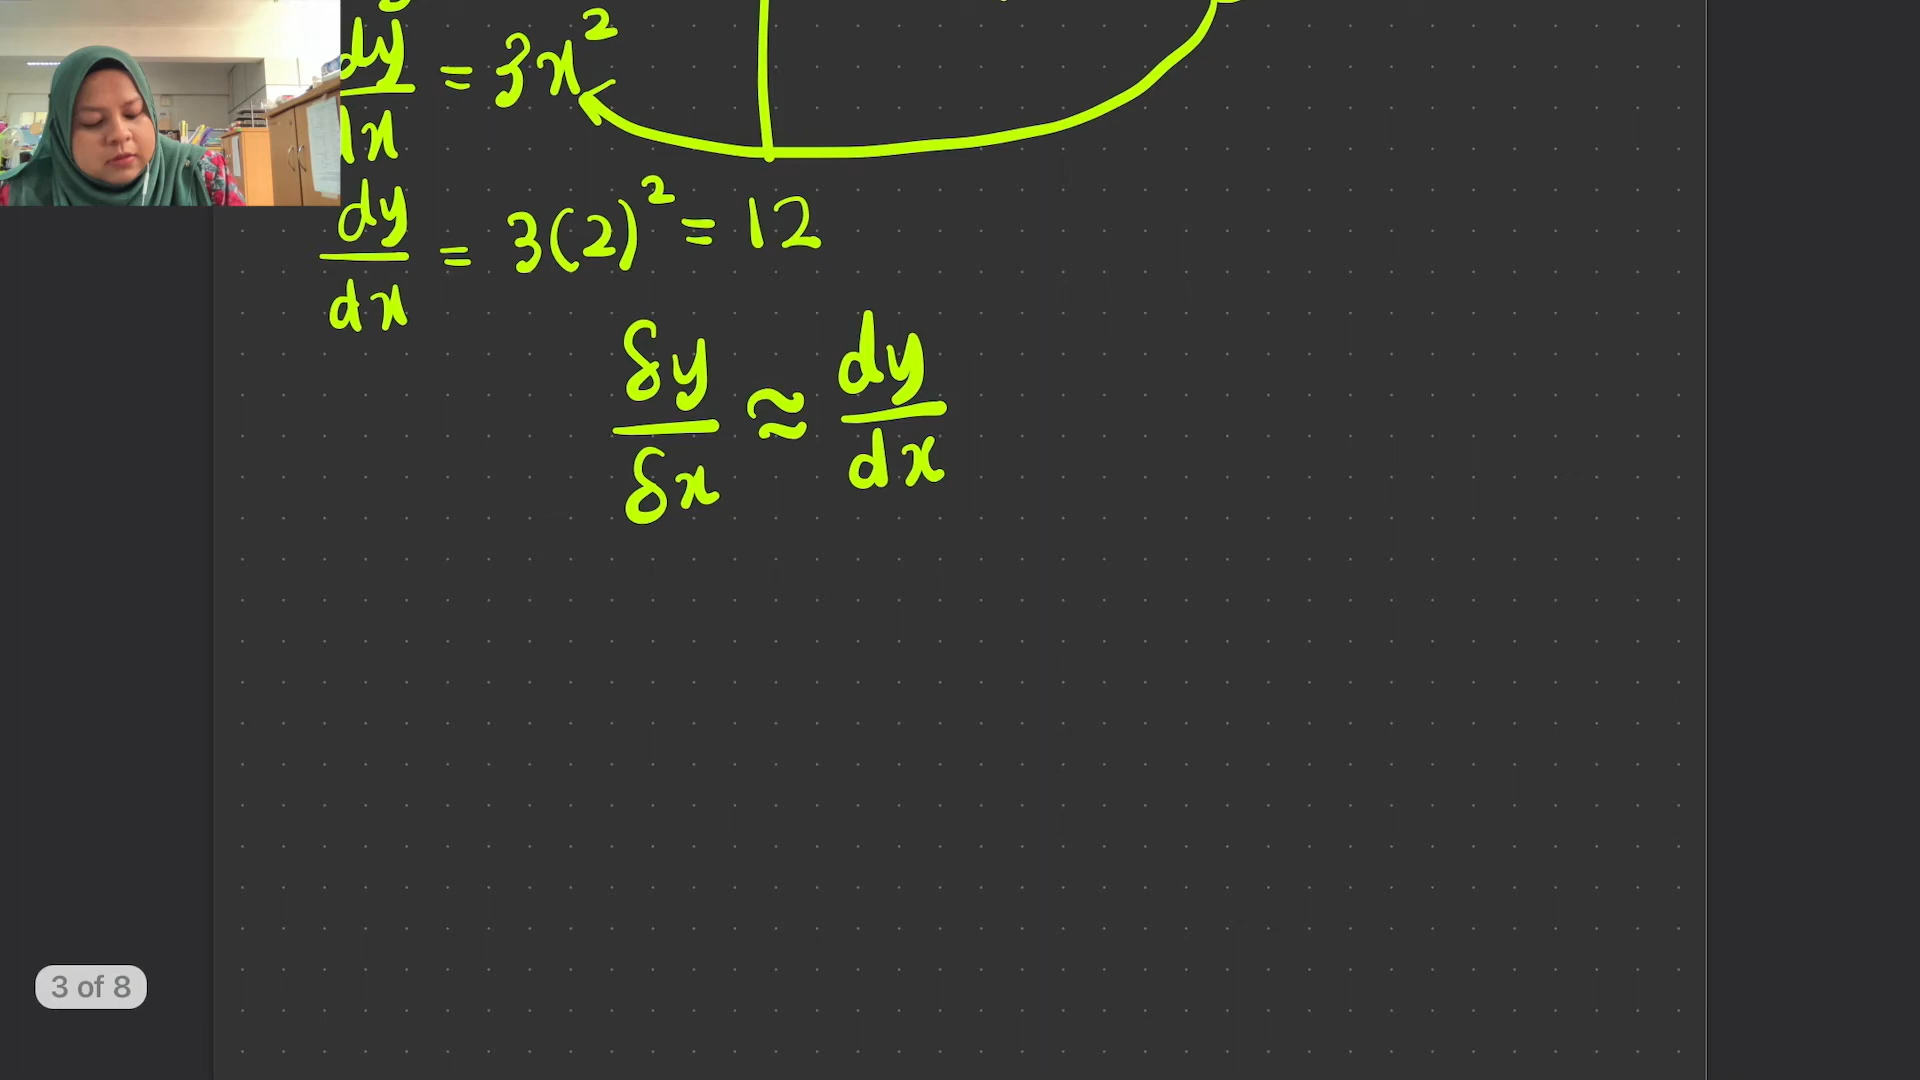 dy/dx = 3x²
dy/dx = 3(2)² = 12
δy/δx ≈ dy/dx
3 of 8